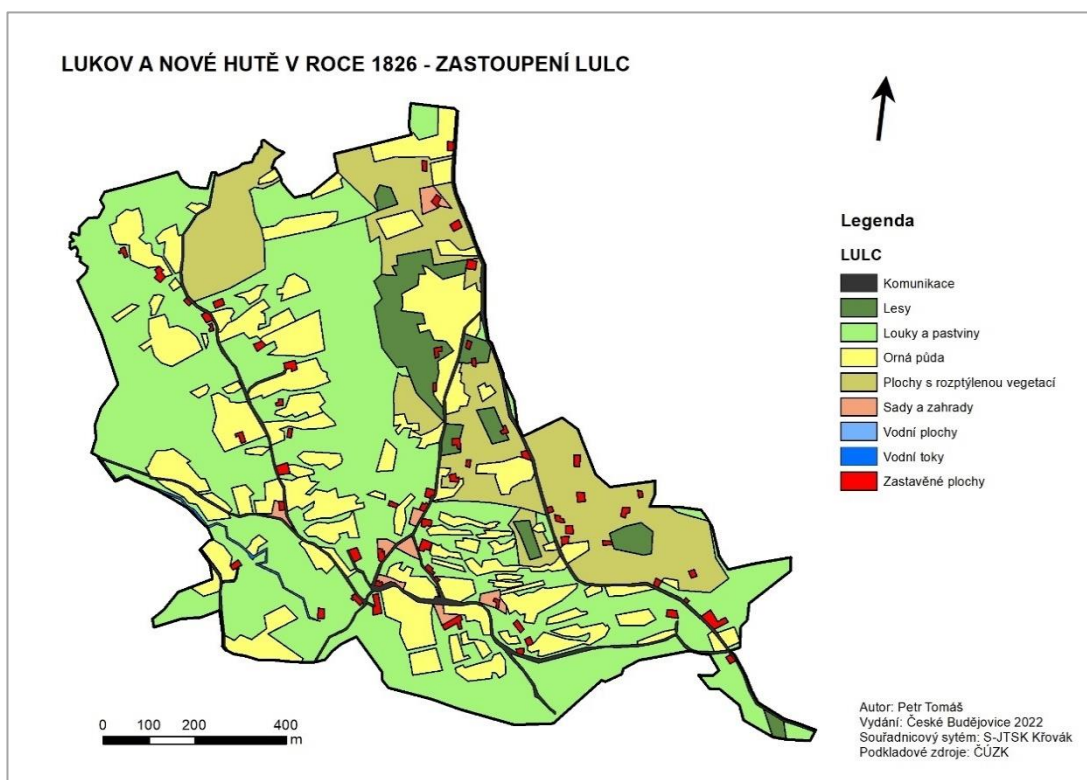 LUKOV A NOVÉ HUTĚ V ROCE 1826 - ZASTOUPENÍ LULC
Legenda
LULC
Komunikace
Lesy
Louky a pastviny
Orná půda
Plochy s rozptýlenou vegetací
Sady a zahrady
Vodní plochy
Vodní toky
Zastavěné plochy
0 100 200 400
m
Autor: Petr Tomáš
Vydání: České Budějovice 2022
Souřadnicový sytém: S-JTSK Křovák
Podkladové zdroje: ČÚZK